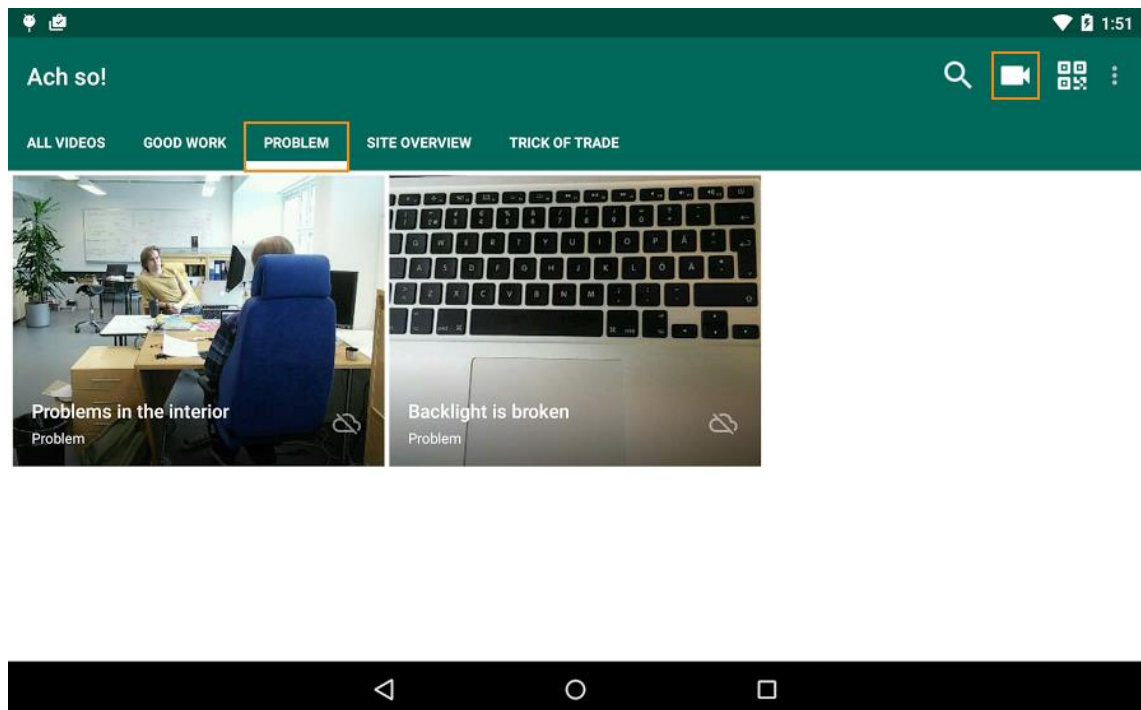 1:51
Ach so!
ALL VIDEOS GOOD WORK PROBLEM SITE OVERVIEW TRICK OF TRADE
Problems in the interior
Problem
Backlight is broken
Problem